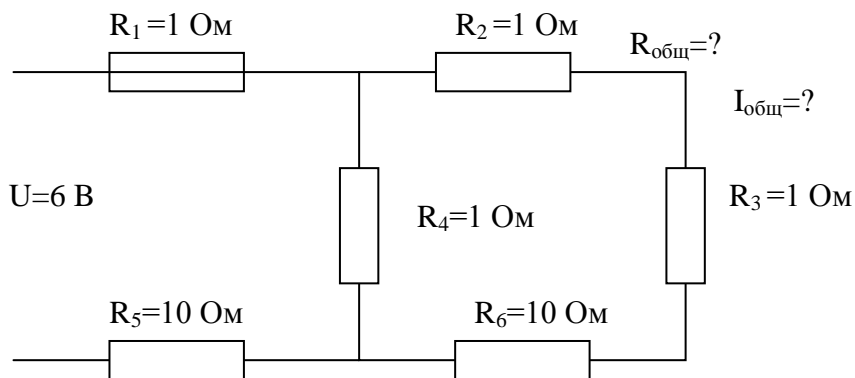 R₁ =1 Ом
R₂ =1 Ом
Rобщ=?
Iобщ=?
U=6 В
R₄=1 Ом
R₃ =1 Ом
R₅=10 Ом
R₆=10 Ом